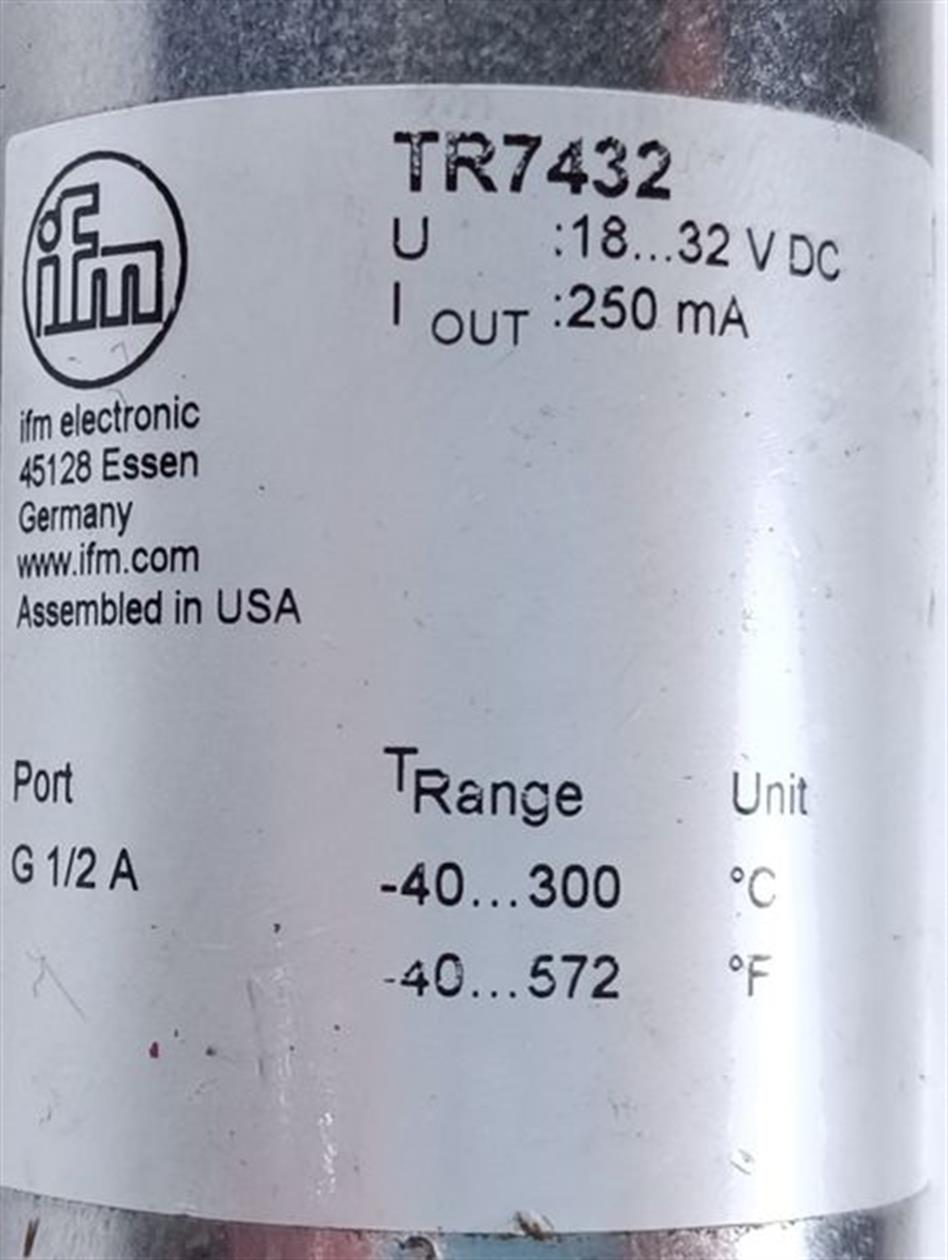 ifm
TR7432
U :18...32 V DC
I OUT :250 mA
ifm electronic
45128 Essen
Germany
www.ifm.com
Assembled in USA
Port TRange Unit
G 1/2 A -40...300 °C
-40...572 °F